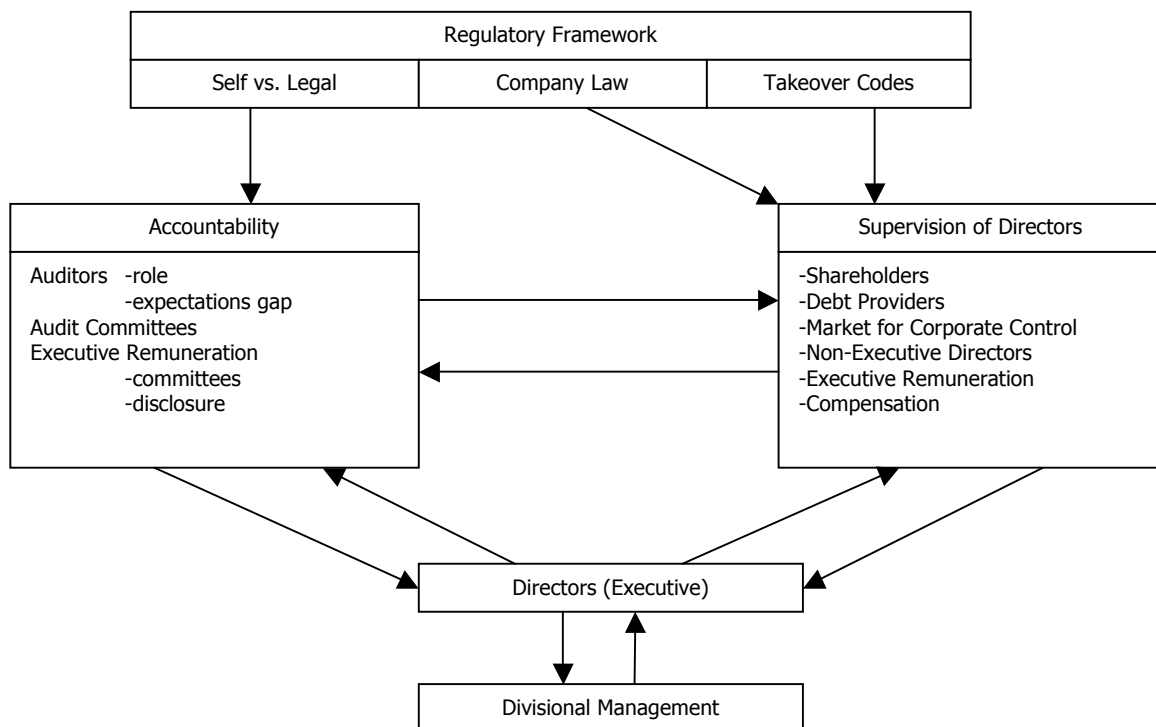 Regulatory Framework
Self vs. Legal
Company Law
Takeover Codes
Accountability
Auditors -role
-expectations gap
Audit Committees
Executive Remuneration
-committees
-disclosure
Supervision of Directors
-Shareholders
-Debt Providers
-Market for Corporate Control
-Non-Executive Directors
-Executive Remuneration
-Compensation
Directors (Executive)
Divisional Management